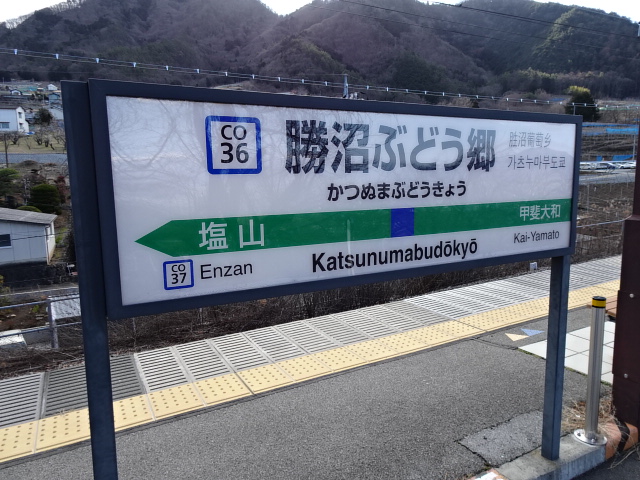 CO
36
勝沼ぶどう郷
胜沼葡萄乡
가츠누마부도쿄
かつぬまぶどうきょう
塩山
甲斐大和
CO
37
Enzan
Katsunumabudōkyō
Kai-Yamato